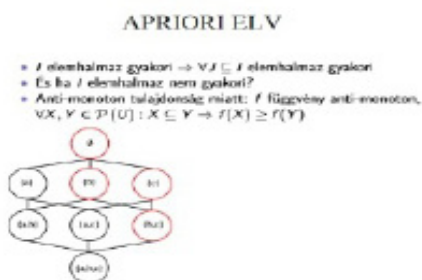 APRIORI ELV
I elemhalmaz gyakori ⇒ ∀J ⊆ I elemhalmaz gyakori
És ha I elemhalmaz nem gyakori?
Anti-monoton tulajdonság miatt: f függvény anti-monoton,
∀X, Y ∈ P(U) : X ⊆ Y ⇒ f(X) ≥ f(Y)
{a} {b} {c}
{a,b} {a,c} {b,c}
{a,b,c}